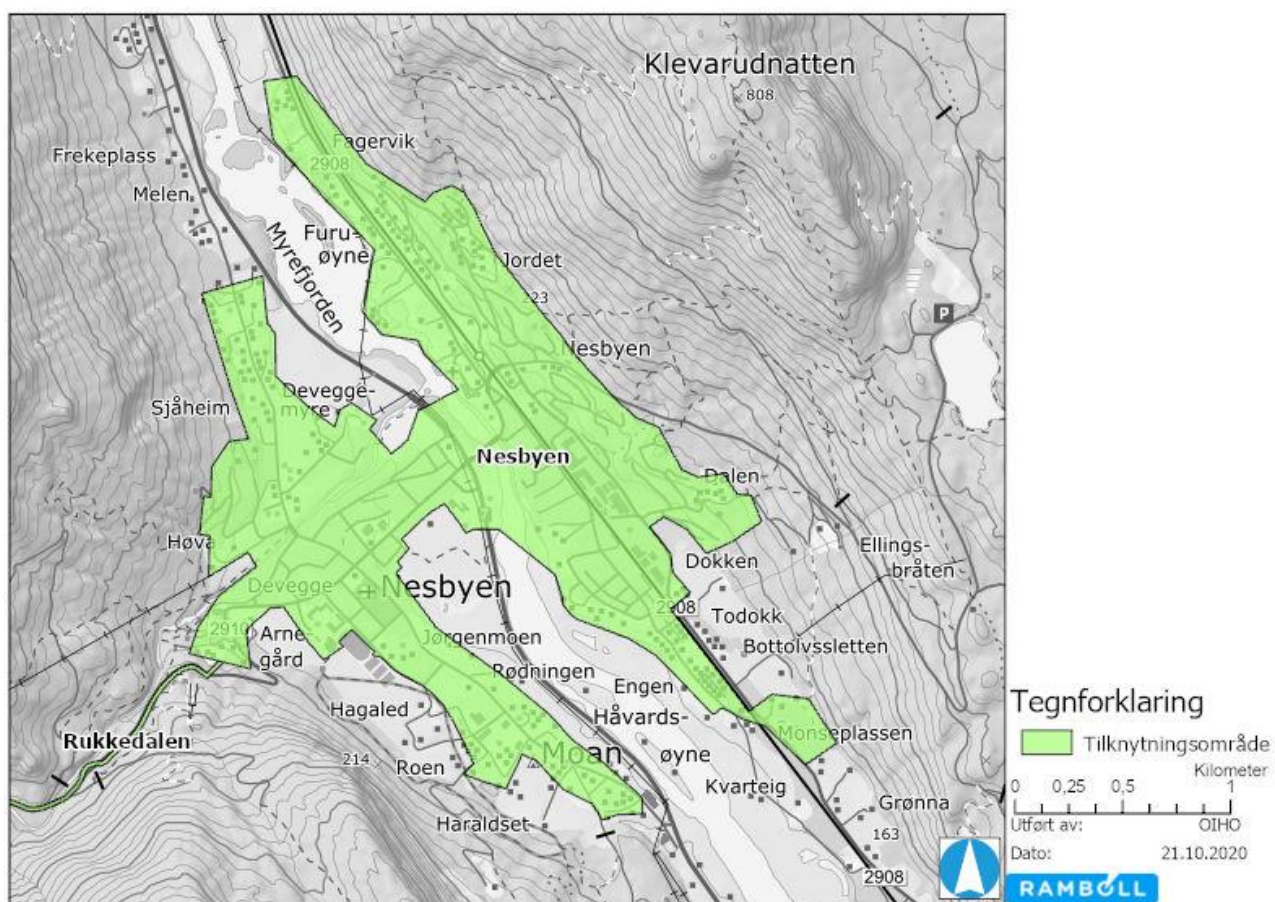 Klevarudnatten
808
Fagervik
2908
Frekeplass
Melen
Furu-
øyne
Myrefjorden
Jordet
223
P
Nesbyen
Devegge-
myre
Sjåheim
Nesbyen
Dalen
Høva
Ellings-
bråten
Dokken
Devegge
Nesbyen
2908
Todokk
2910
Arne-
gård
Jørgenmoen
Bottolvssletten
Rødningen
Engen
Hagaled
Håvards-
øyne
Monseplassen
Rukkedalen
214
Roen
Moan
Kvarteig
Grønna
Haraldset
163
2908
Tegnforklaring
Tilknytningsområde
Kilometer
0 0,25 0,5 1
Utført av: OIHO
Dato: 21.10.2020
RAMBOLL